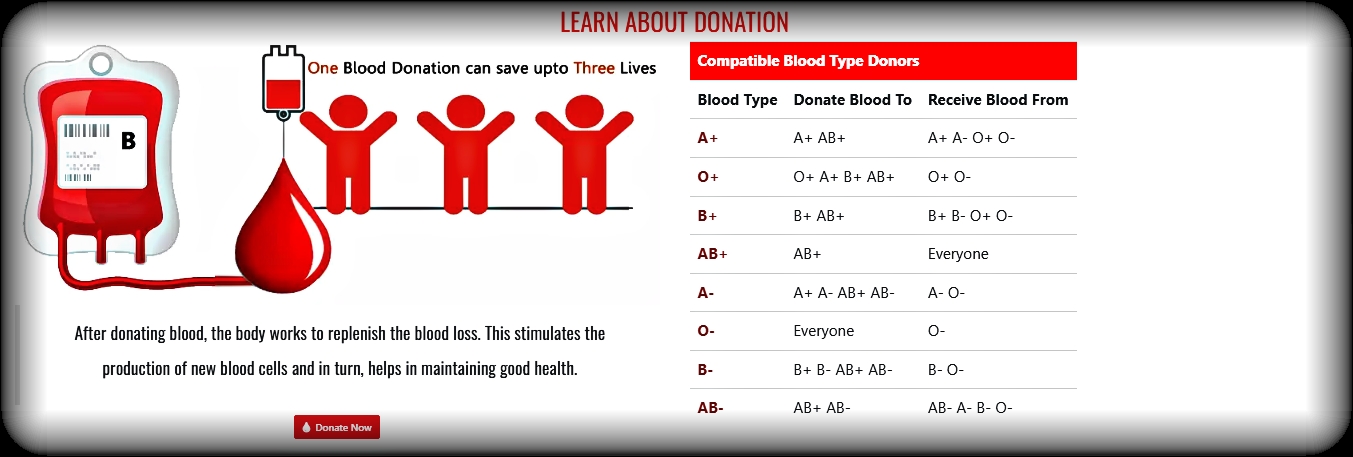 LEARN ABOUT DONATION
One Blood Donation can save upto Three Lives
B
After donating blood, the body works to replenish the blood loss. This stimulates the
production of new blood cells and in turn, helps in maintaining good health.
Donate Now
Compatible Blood Type Donors
Blood Type Donate Blood To Receive Blood From
A+ A+ AB+ A+ A- O+ O-
O+ O+ A+ B+ AB+ O+ O-
B+ B+ AB+ B+ B- O+ O-
AB+ AB+ Everyone
A- A+ A- AB+ AB- A- O-
O- Everyone O-
B- B+ B- AB+ AB- B- O-
AB- AB+ AB- AB- A- B- O-